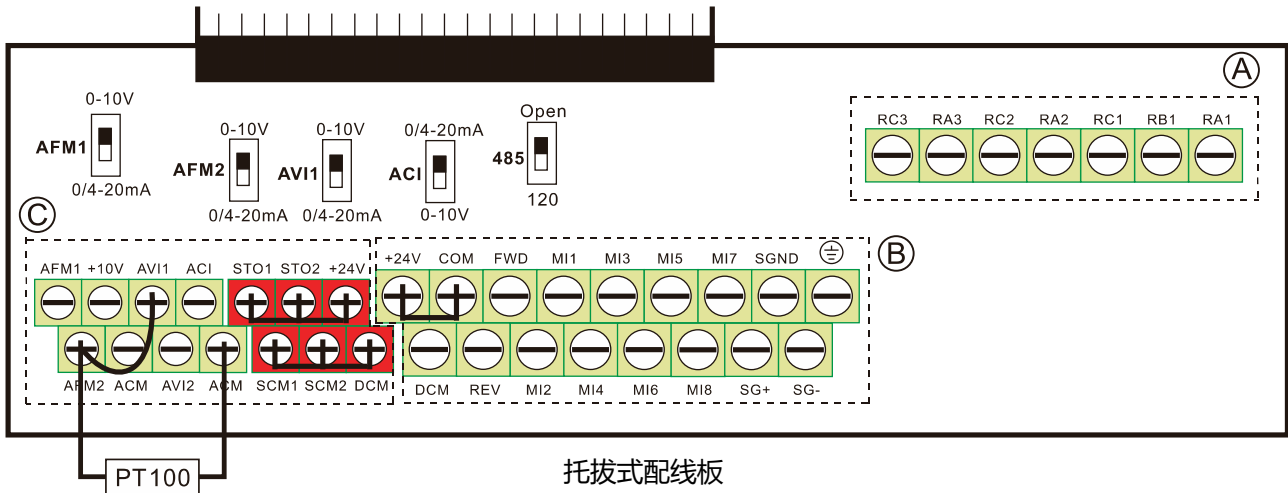 A
0-10V
Open
0-10V 0-10V 0/4-20mA
AFM1
AFM2 AVI1 ACI 485
0/4-20mA
120
0/4-20mA 0/4-20mA 0-10V
RC3 RA3 RC2 RA2 RC1 RB1 RA1
C
B
AFM1 +10V AVI1 ACI STO1 STO2 +24V
+24V COM FWD MI1 MI3 MI5 MI7 SGND
AFM2 ACM AVI2 ACM SCM1 SCM2 DCM
DCM REV MI2 MI4 MI6 MI8 SG+ SG-
PT100
托拔式配线板